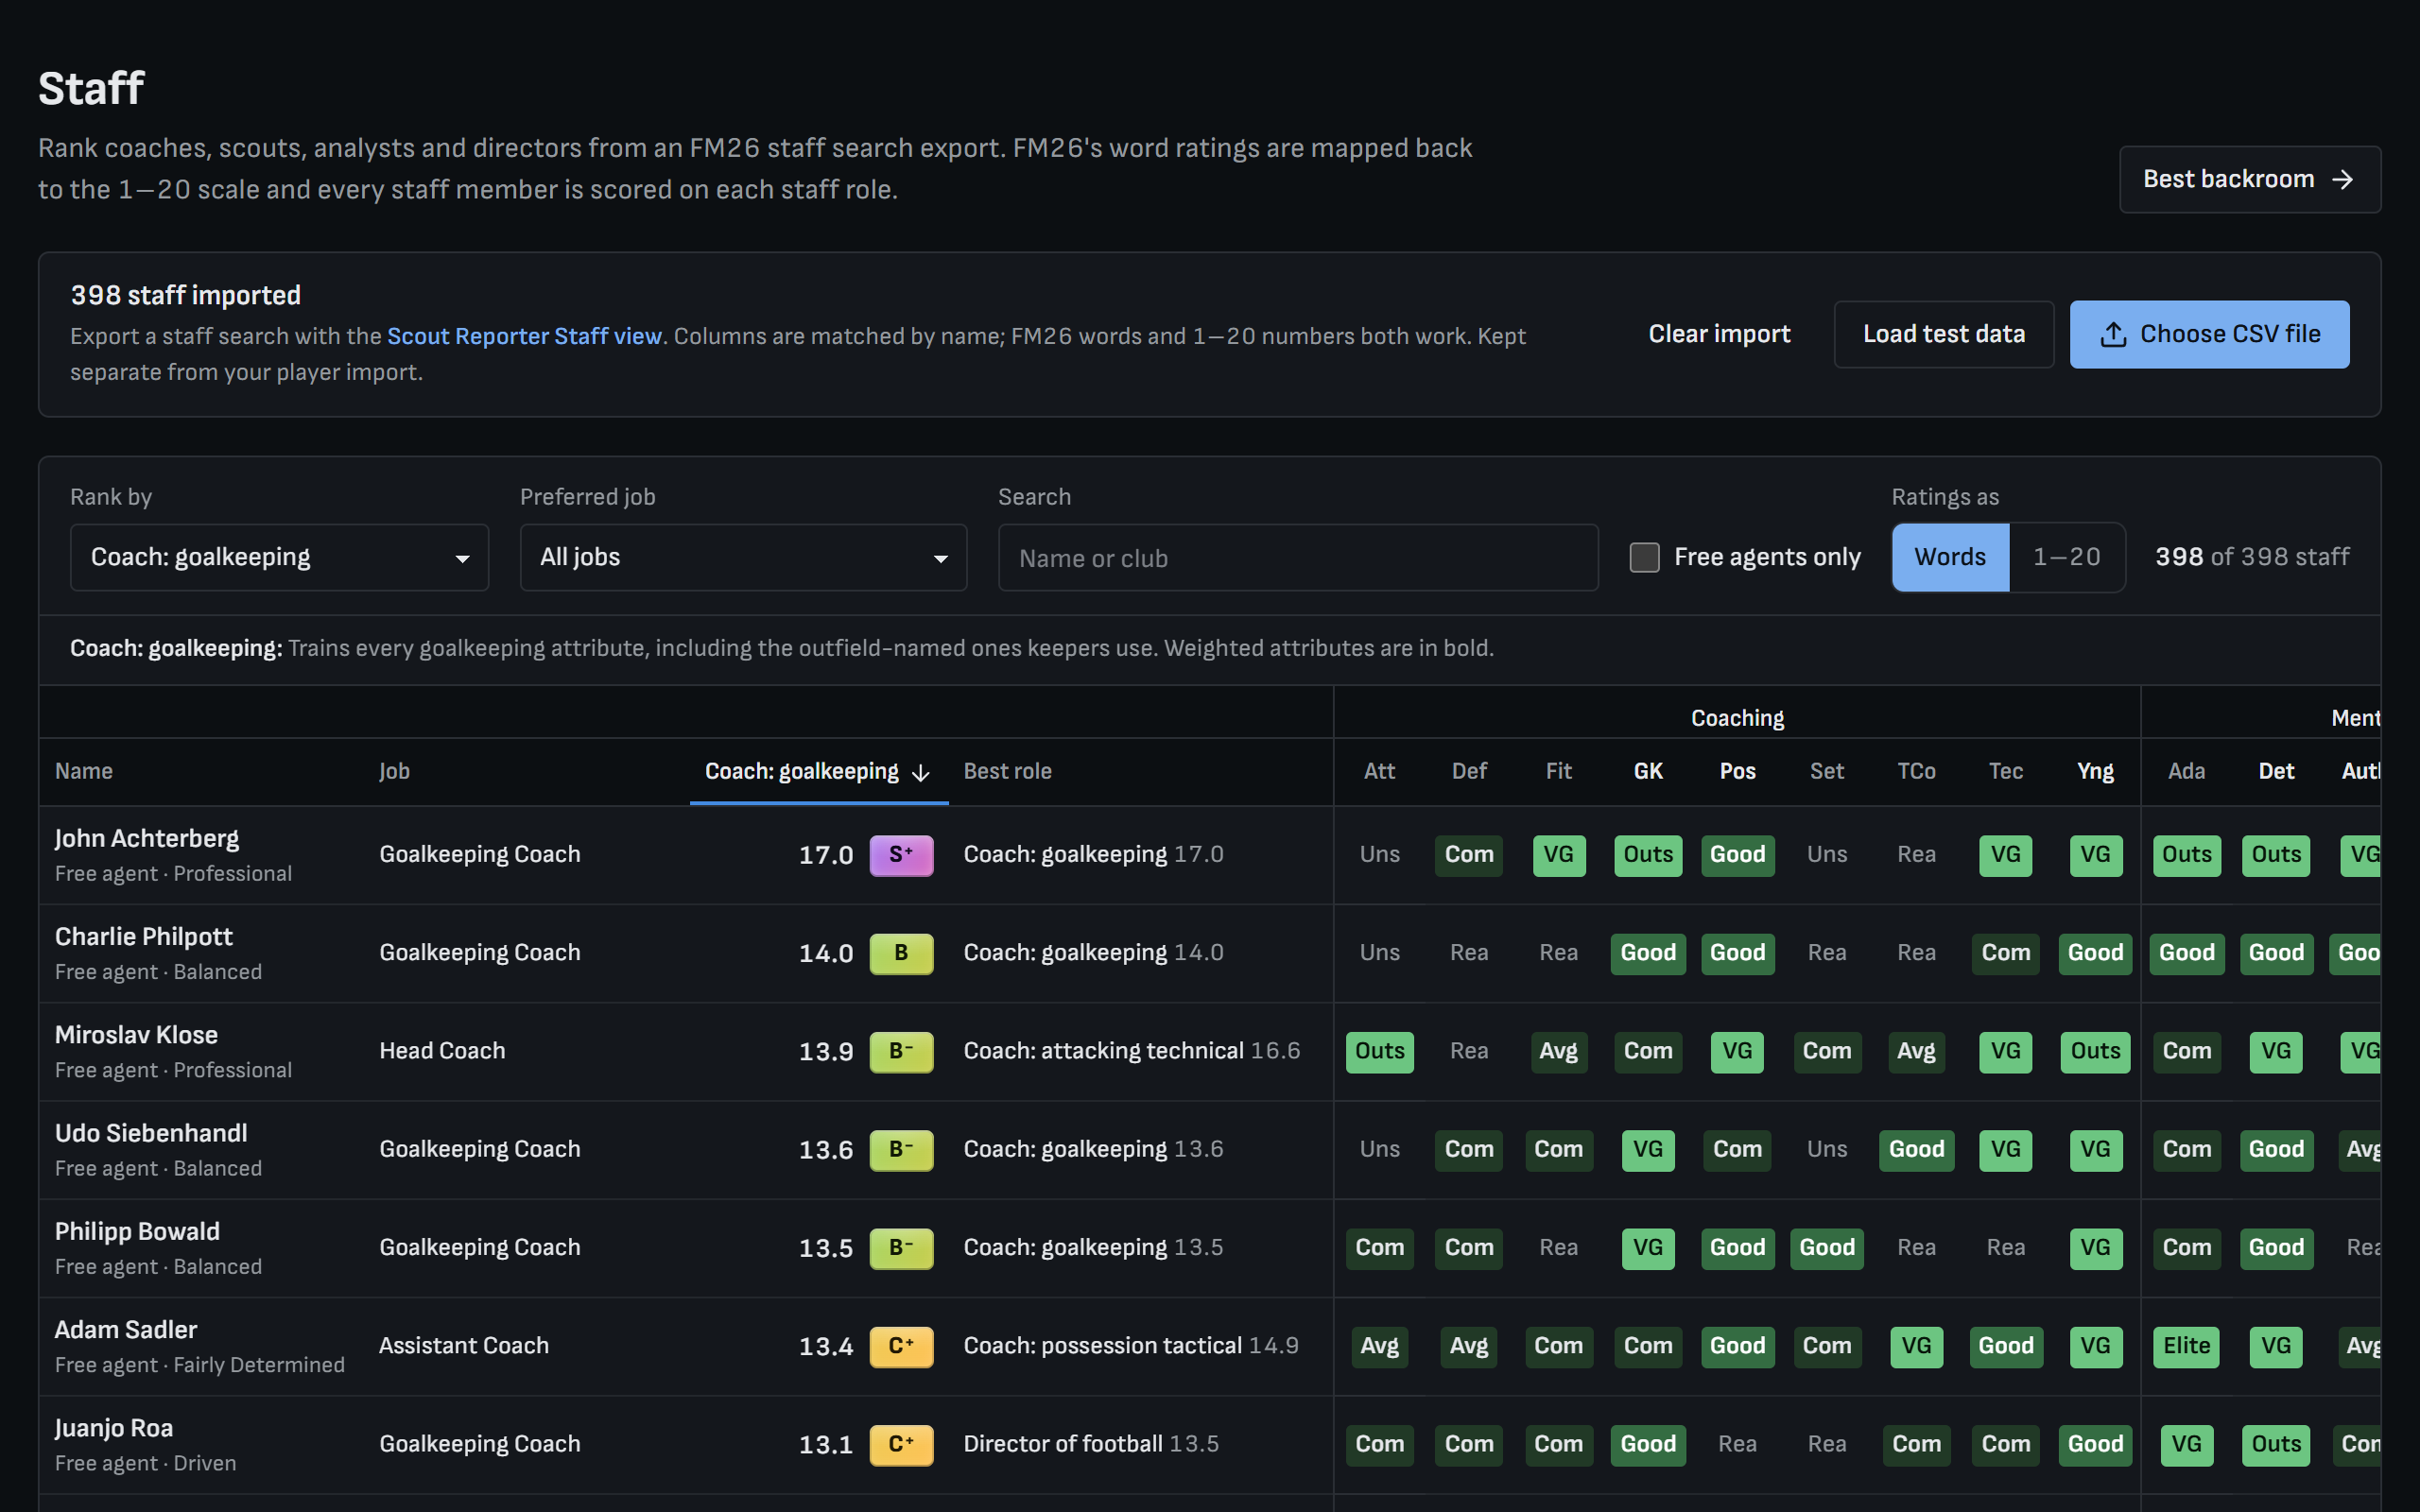 Staff
Rank coaches, scouts, analysts and directors from an FM26 staff search export. FM26's word ratings are mapped back
to the 1–20 scale and every staff member is scored on each staff role.
Best backroom →
398 staff imported
Export a staff search with the Scout Reporter Staff view. Columns are matched by name; FM26 words and 1–20 numbers both work. Kept
separate from your player import.
Clear import
Load test data
Choose CSV file
Rank by
Preferred job
Search
Ratings as
Coach: goalkeeping
All jobs
Name or club
Free agents only
Words
1–20
398 of 398 staff
Coach: goalkeeping: Trains every goalkeeping attribute, including the outfield-named ones keepers use. Weighted attributes are in bold.
Coaching Ment
Name Job Coach: goalkeeping ↓ Best role Att Def Fit GK Pos Set TCo Tec Yng Ada Det Aut
John Achterberg Goalkeeping Coach 17.0 S+ Coach: goalkeeping 17.0 Uns Com VG Outs Good Uns Rea VG VG Outs Outs VG
Free agent · Professional
Charlie Philpott Goalkeeping Coach 14.0 B Coach: goalkeeping 14.0 Uns Rea Rea Good Good Rea Rea Com Good Good Good Goo
Free agent · Balanced
Miroslav Klose Head Coach 13.9 B- Coach: attacking technical 16.6 Outs Rea Avg Com VG Com Avg VG Outs Com VG VG
Free agent · Professional
Udo Siebenhandl Goalkeeping Coach 13.6 B- Coach: goalkeeping 13.6 Uns Com Com VG Com Uns Good VG VG Com Good Avg
Free agent · Balanced
Philipp Bowald Goalkeeping Coach 13.5 B- Coach: goalkeeping 13.5 Com Com Rea VG Good Good Rea Rea VG Com Good Rea
Free agent · Balanced
Adam Sadler Assistant Coach 13.4 C+ Coach: possession tactical 14.9 Avg Avg Com Com Good Com VG Good VG Elite VG Avg
Free agent · Fairly Determined
Juanjo Roa Goalkeeping Coach 13.1 C+ Director of football 13.5 Com Com Com Good Rea Rea Com Com Good VG Outs Com
Free agent · Driven